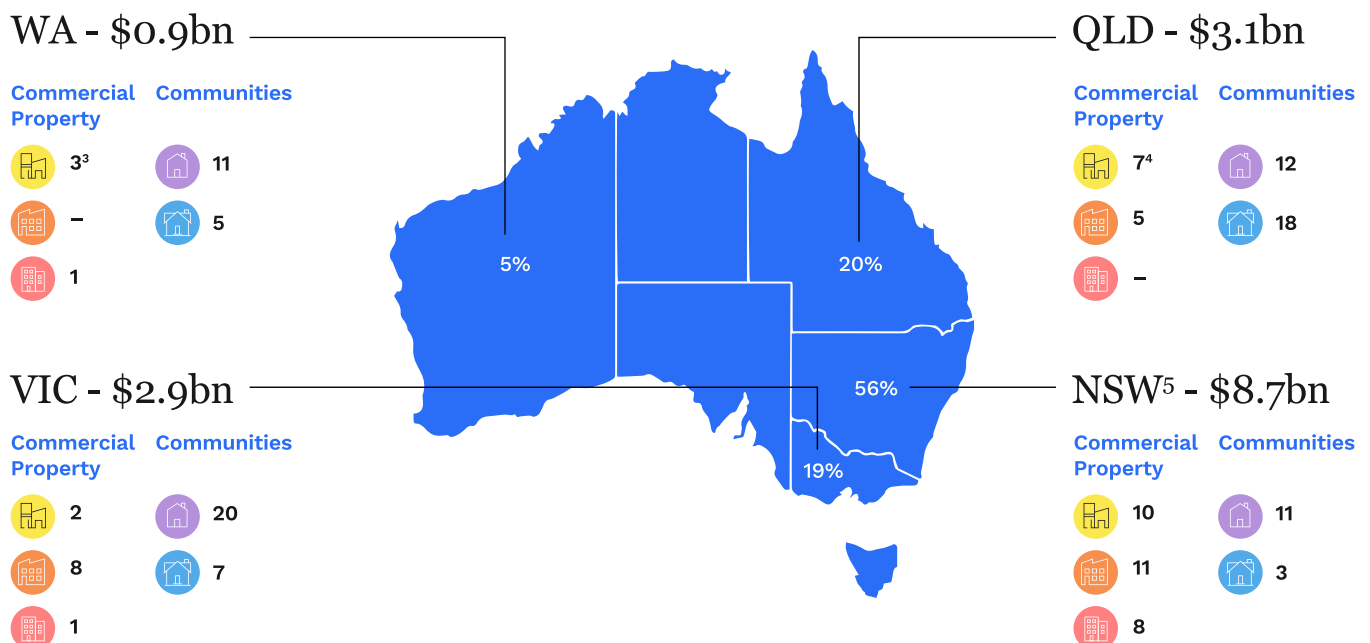 WA - $0.9bn
Commercial Property
Communities
3³
11
–
5
1
QLD - $3.1bn
Commercial Property
Communities
7⁴
12
5
18
–
5%
20%
VIC - $2.9bn
Commercial Property
Communities
2
20
8
7
1
56%
19%
NSW⁵ - $8.7bn
Commercial Property
Communities
10
11
11
3
8